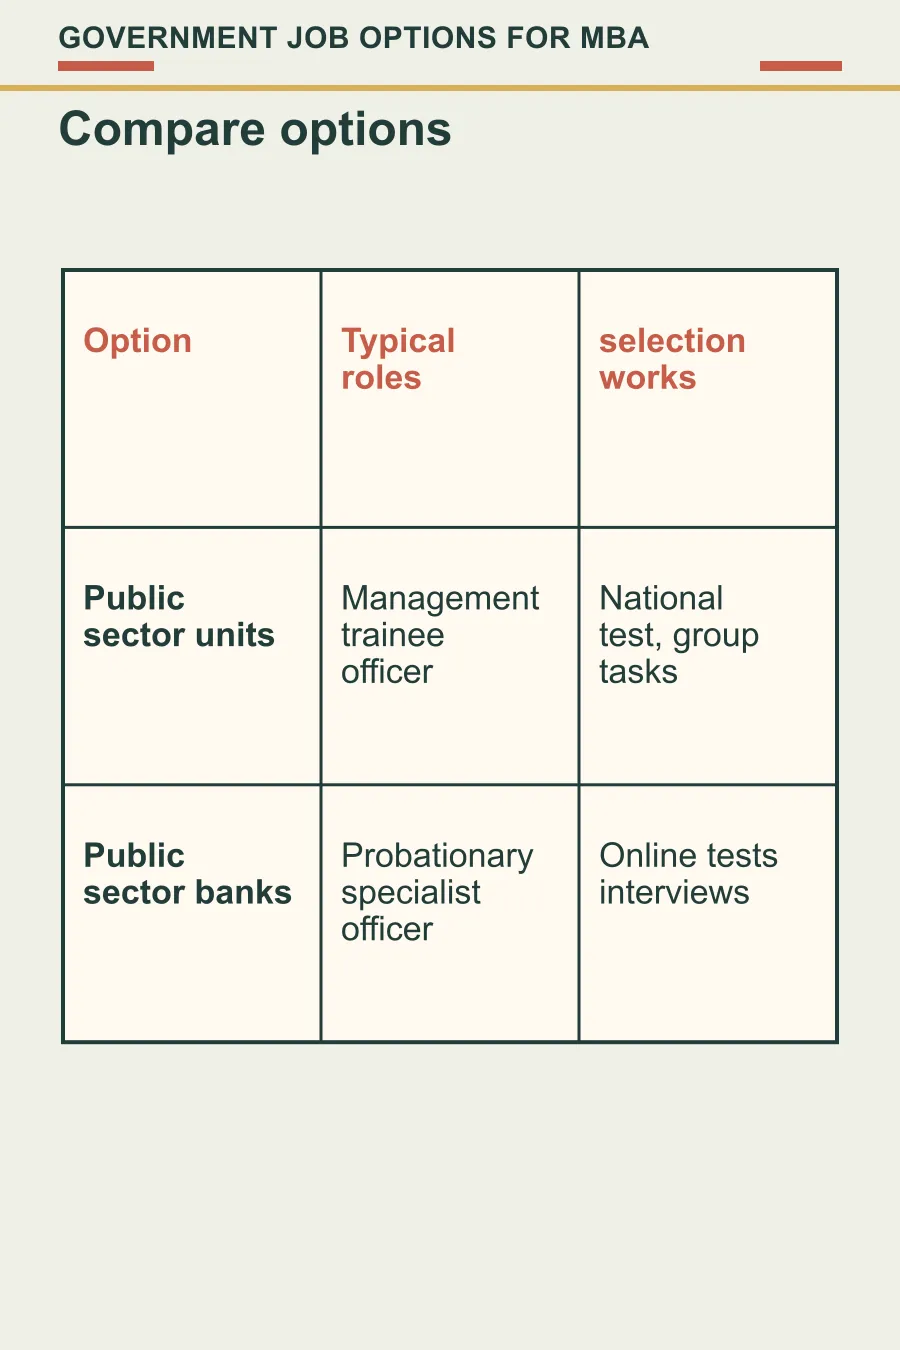 GOVERNMENT JOB OPTIONS FOR MBA
Compare options
Option
Typical
roles
selection
works
Public
sector units
Management
trainee
officer
National
test, group
tasks
Public
sector banks
Probationary
specialist
officer
Online tests
interviews